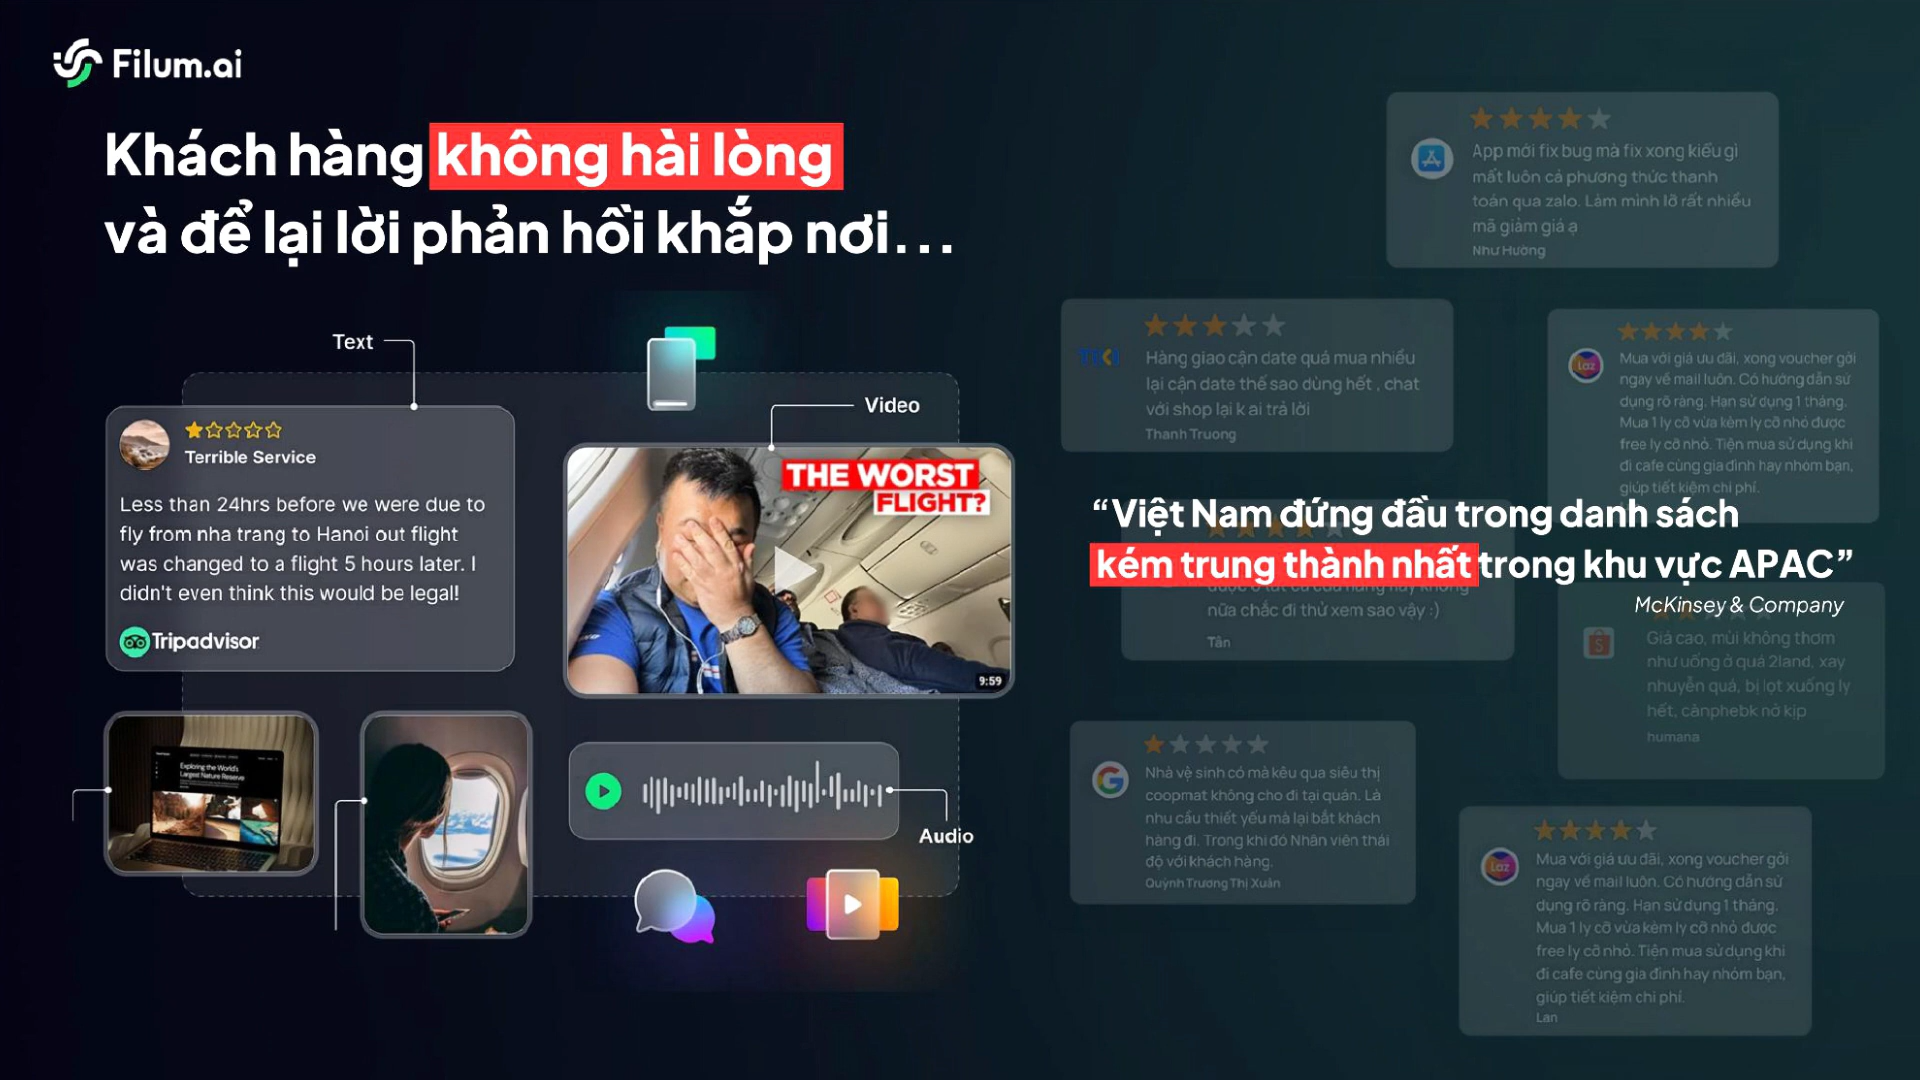 Filum.ai
Khách hàng không hài lòng
và để lại lời phản hồi khắp nơi...
Text
Terrible Service
Less than 24hrs before we were due to
fly from nha trang to Hanoi out flight
was changed to a flight 5 hours later. I
didn't even think this would be legal!
Tripadvisor
Video
THE WORST
FLIGHT?
9:59
Exploring the World's
Largest Nature Reserve
Audio
App mới fix bug mà fix xong kiểu gì
mất luôn cả phương thức thanh
toán qua zalo. Làm mình lỡ rất nhiều
mã giảm giá ạ
Như Hường
TIKI
Hàng giao cận date quá mua nhiều
lại cận date thế sao dùng hết , chat
với shop lại k ai trả lời
Thanh Truong
Laz
Mua với giá ưu đãi, xong voucher gởi
ngay về mail luôn. Có hướng dẫn sử
dụng rõ ràng. Hạn sử dụng 1 tháng.
Mua 1 ly cỡ vừa kèm ly cỡ nhỏ được
free ly cỡ nhỏ. Tiện mua sử dụng khi
đi cafe cùng gia đình hay nhóm bạn,
giúp tiết kiệm chi phí.
“Việt Nam đứng đầu trong danh sách
kém trung thành nhất trong khu vực APAC”
McKinsey & Company
nữa chắc đi thử xem sao vậy :)
Tân
Giá cao, mùi không thơm
như uống ở quá 2land, xay
nhuyễn quá, bị lọt xuống ly
hết, cànphebk nở kịp
humana
Nhà vệ sinh có mà kêu qua siêu thị
coopmat không cho đi tại quán. Là
nhu cầu thiết yếu mà lại bắt khách
hàng đi. Trong khi đó Nhân viên thái
độ với khách hàng.
Quỳnh Trương Thị Xuân
Laz
Mua với giá ưu đãi, xong voucher gởi
ngay về mail luôn. Có hướng dẫn sử
dụng rõ ràng. Hạn sử dụng 1 tháng.
Mua 1 ly cỡ vừa kèm ly cỡ nhỏ được
free ly cỡ nhỏ. Tiện mua sử dụng khi
đi cafe cùng gia đình hay nhóm bạn,
giúp tiết kiệm chi phí.
Lan